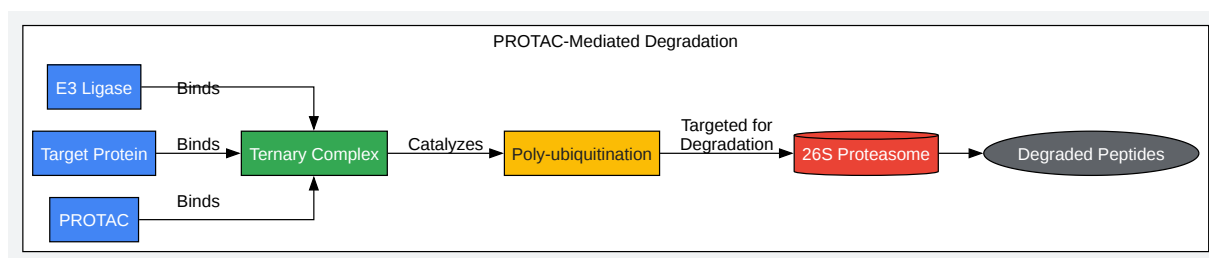 PROTAC-Mediated Degradation
E3 Ligase
Binds
Target Protein
Binds
Ternary Complex
Catalyzes
Poly-ubiquitination
Targeted for
Degradation
26S Proteasome
Degraded Peptides
PROTAC
Binds